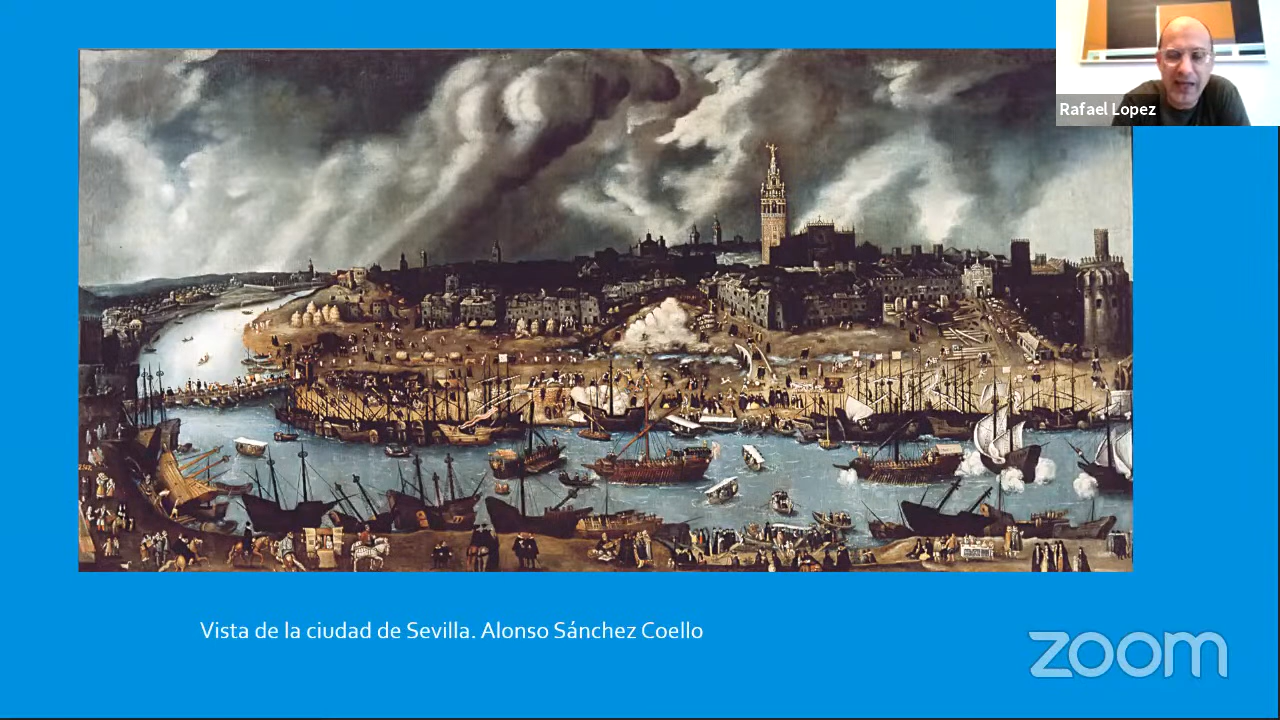 Rafael Lopez
Vista de la ciudad de Sevilla. Alonso Sánchez Coello
zoom